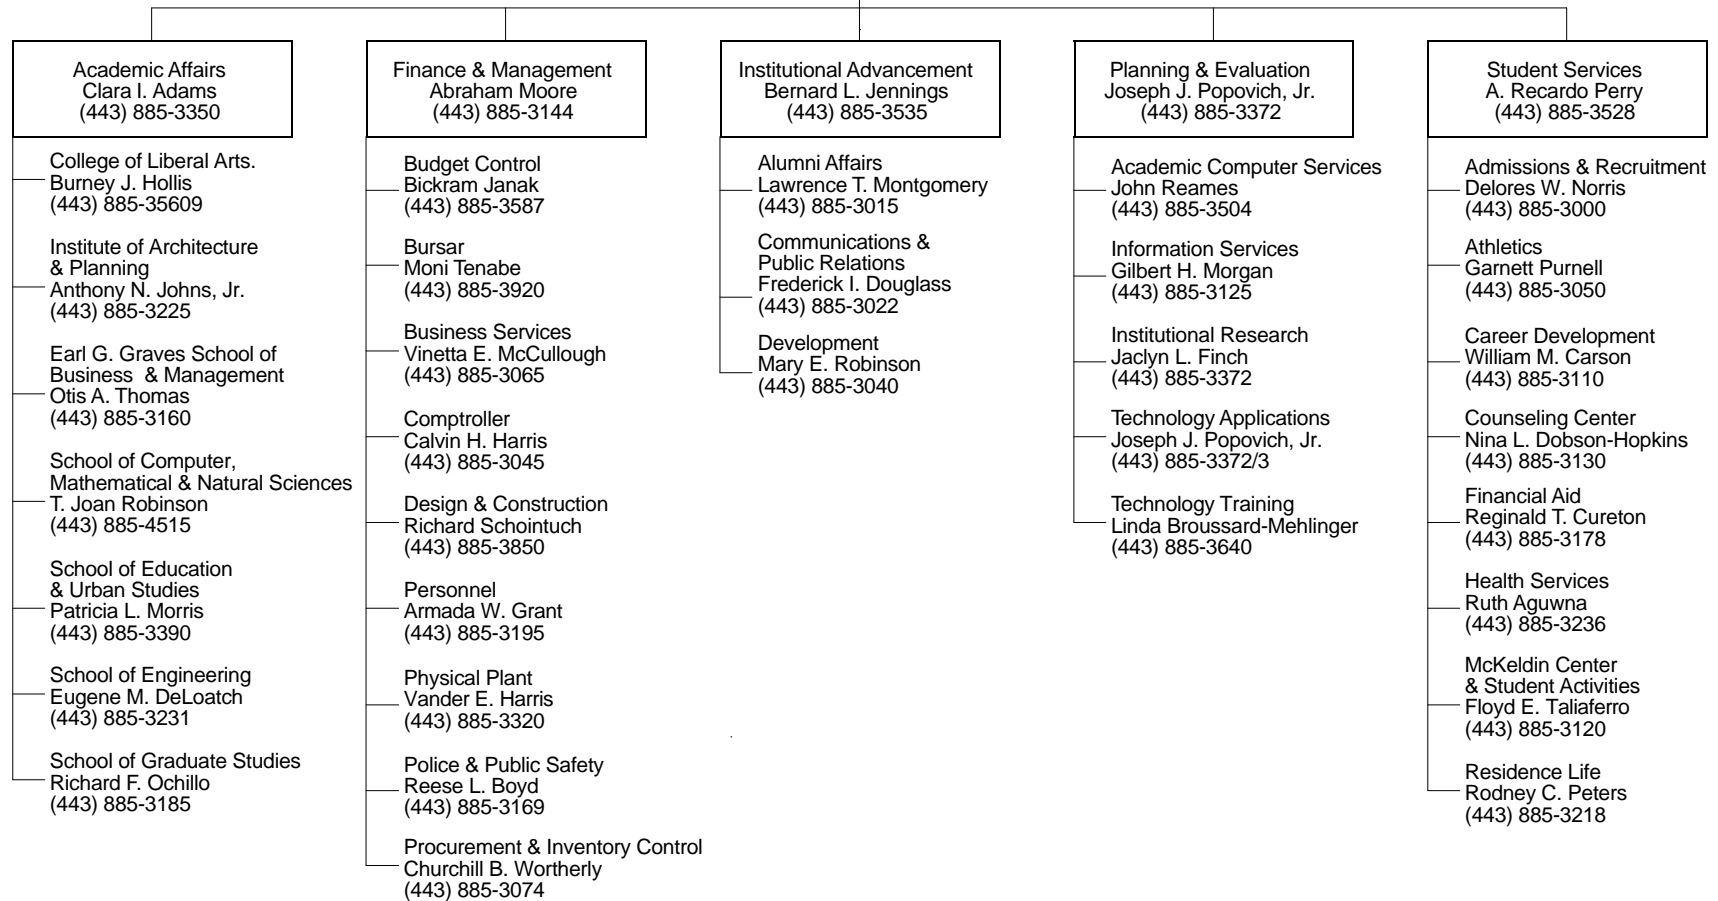 Academic Affairs
Clara I. Adams
(443) 885-3350
College of Liberal Arts.
Burney J. Hollis
(443) 885-35609
Institute of Architecture
& Planning
Anthony N. Johns, Jr.
(443) 885-3225
Earl G. Graves School of
Business & Management
Otis A. Thomas
(443) 885-3160
School of Computer,
Mathematical & Natural Sciences
T. Joan Robinson
(443) 885-4515
School of Education
& Urban Studies
Patricia L. Morris
(443) 885-3390
School of Engineering
Eugene M. DeLoatch
(443) 885-3231
School of Graduate Studies
Richard F. Ochillo
(443) 885-3185
Finance & Management
Abraham Moore
(443) 885-3144
Budget Control
Bickram Janak
(443) 885-3587
Bursar
Moni Tenabe
(443) 885-3920
Business Services
Vinetta E. McCullough
(443) 885-3065
Comptroller
Calvin H. Harris
(443) 885-3045
Design & Construction
Richard Schointuch
(443) 885-3850
Personnel
Armada W. Grant
(443) 885-3195
Physical Plant
Vander E. Harris
(443) 885-3320
Police & Public Safety
Reese L. Boyd
(443) 885-3169
Procurement & Inventory Control
Churchill B. Wortherly
(443) 885-3074
Institutional Advancement
Bernard L. Jennings
(443) 885-3535
Alumni Affairs
Lawrence T. Montgomery
(443) 885-3015
Communications &
Public Relations
Frederick I. Douglass
(443) 885-3022
Development
Mary E. Robinson
(443) 885-3040
Planning & Evaluation
Joseph J. Popovich, Jr.
(443) 885-3372
Academic Computer Services
John Reames
(443) 885-3504
Information Services
Gilbert H. Morgan
(443) 885-3125
Institutional Research
Jaclyn L. Finch
(443) 885-3372
Technology Applications
Joseph J. Popovich, Jr.
(443) 885-3372/3
Technology Training
Linda Broussard-Mehlinger
(443) 885-3640
Student Services
A. Recardo Perry
(443) 885-3528
Admissions & Recruitment
Delores W. Norris
(443) 885-3000
Athletics
Garnett Purnell
(443) 885-3050
Career Development
William M. Carson
(443) 885-3110
Counseling Center
Nina L. Dobson-Hopkins
(443) 885-3130
Financial Aid
Reginald T. Cureton
(443) 885-3178
Health Services
Ruth Aguwna
(443) 885-3236
McKeldin Center
& Student Activities
Floyd E. Taliaferro
(443) 885-3120
Residence Life
Rodney C. Peters
(443) 885-3218